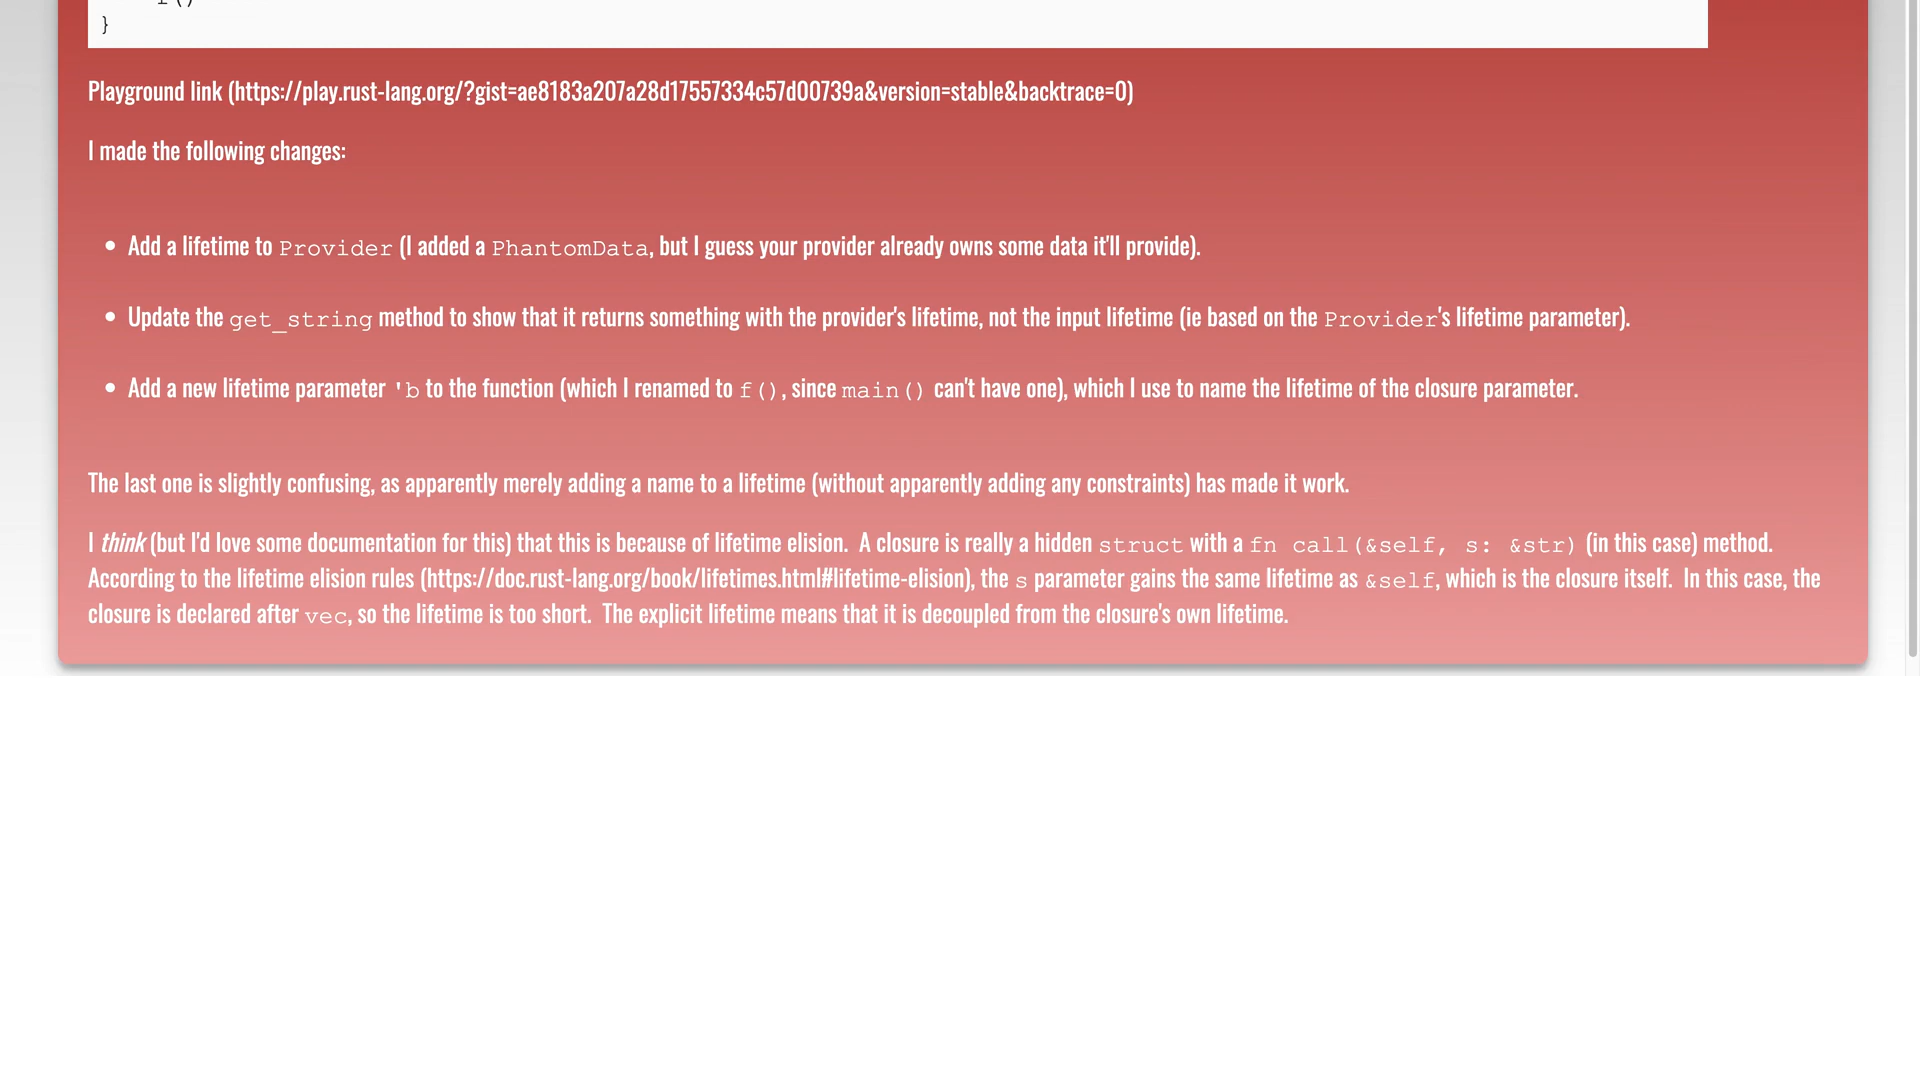 }
Playground link (https://play.rust-lang.org/?gist=ae8183a207a28d17557334c57d00739a&version=stable&backtrace=0)
I made the following changes:
• Add a lifetime to Provider (I added a PhantomData, but I guess your provider already owns some data it'll provide).
• Update the get_string method to show that it returns something with the provider's lifetime, not the input lifetime (ie based on the Provider's lifetime parameter).
• Add a new lifetime parameter 'b to the function (which I renamed to f(), since main() can't have one), which I use to name the lifetime of the closure parameter.
The last one is slightly confusing, as apparently merely adding a name to a lifetime (without apparently adding any constraints) has made it work.
I think (but I'd love some documentation for this) that this is because of lifetime elision.  A closure is really a hidden struct with a fn call(&self, s: &str) (in this case) method.
According to the lifetime elision rules (https://doc.rust-lang.org/book/lifetimes.html#lifetime-elision), the s parameter gains the same lifetime as &self, which is the closure itself.  In this case, the
closure is declared after vec, so the lifetime is too short.  The explicit lifetime means that it is decoupled from the closure's own lifetime.